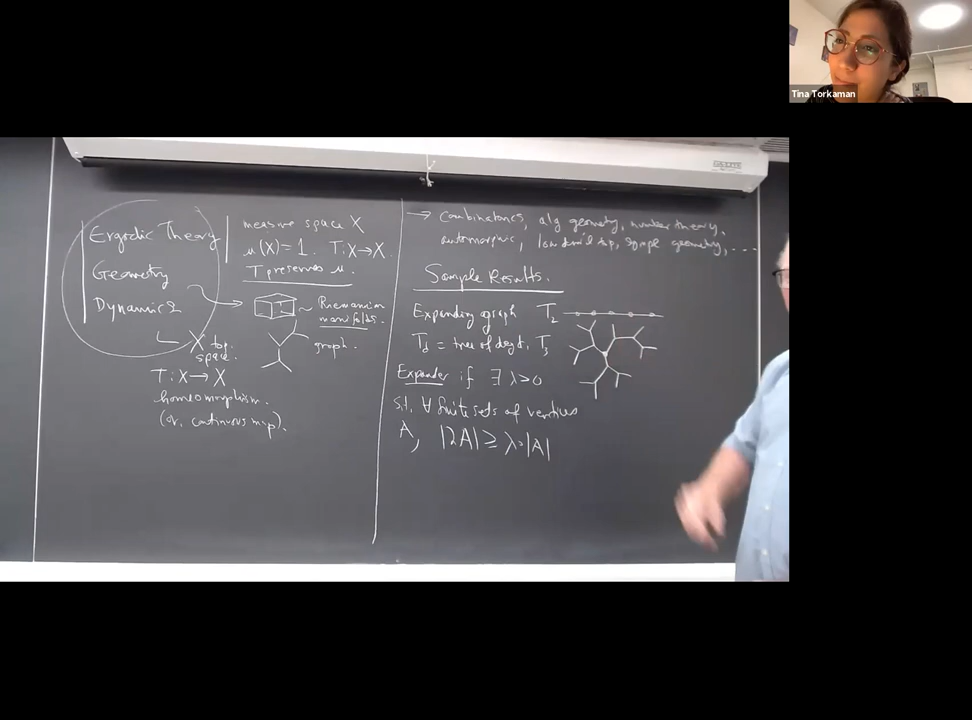 Tina Torkaman
Ergodic Theory
Geometry
Dynamics
X top.
space.
T: X → X
homeomorphism.
(or, continuous map).
measure space X
μ(X) = 1. T: X → X.
T preserves μ.
~ Riemannian
manifolds.
graph.
→ Combinatorics, alg geometry, number theory,
automorphic, low dim'l top, symple geometry, ....
Sample Results.
Expanding graph T₂
T_d = tree of deg d, T₃
Expander if ∃ λ>0
s.t. ∀ finite sets of vertices
A, |∂A| ≥ λ·|A|